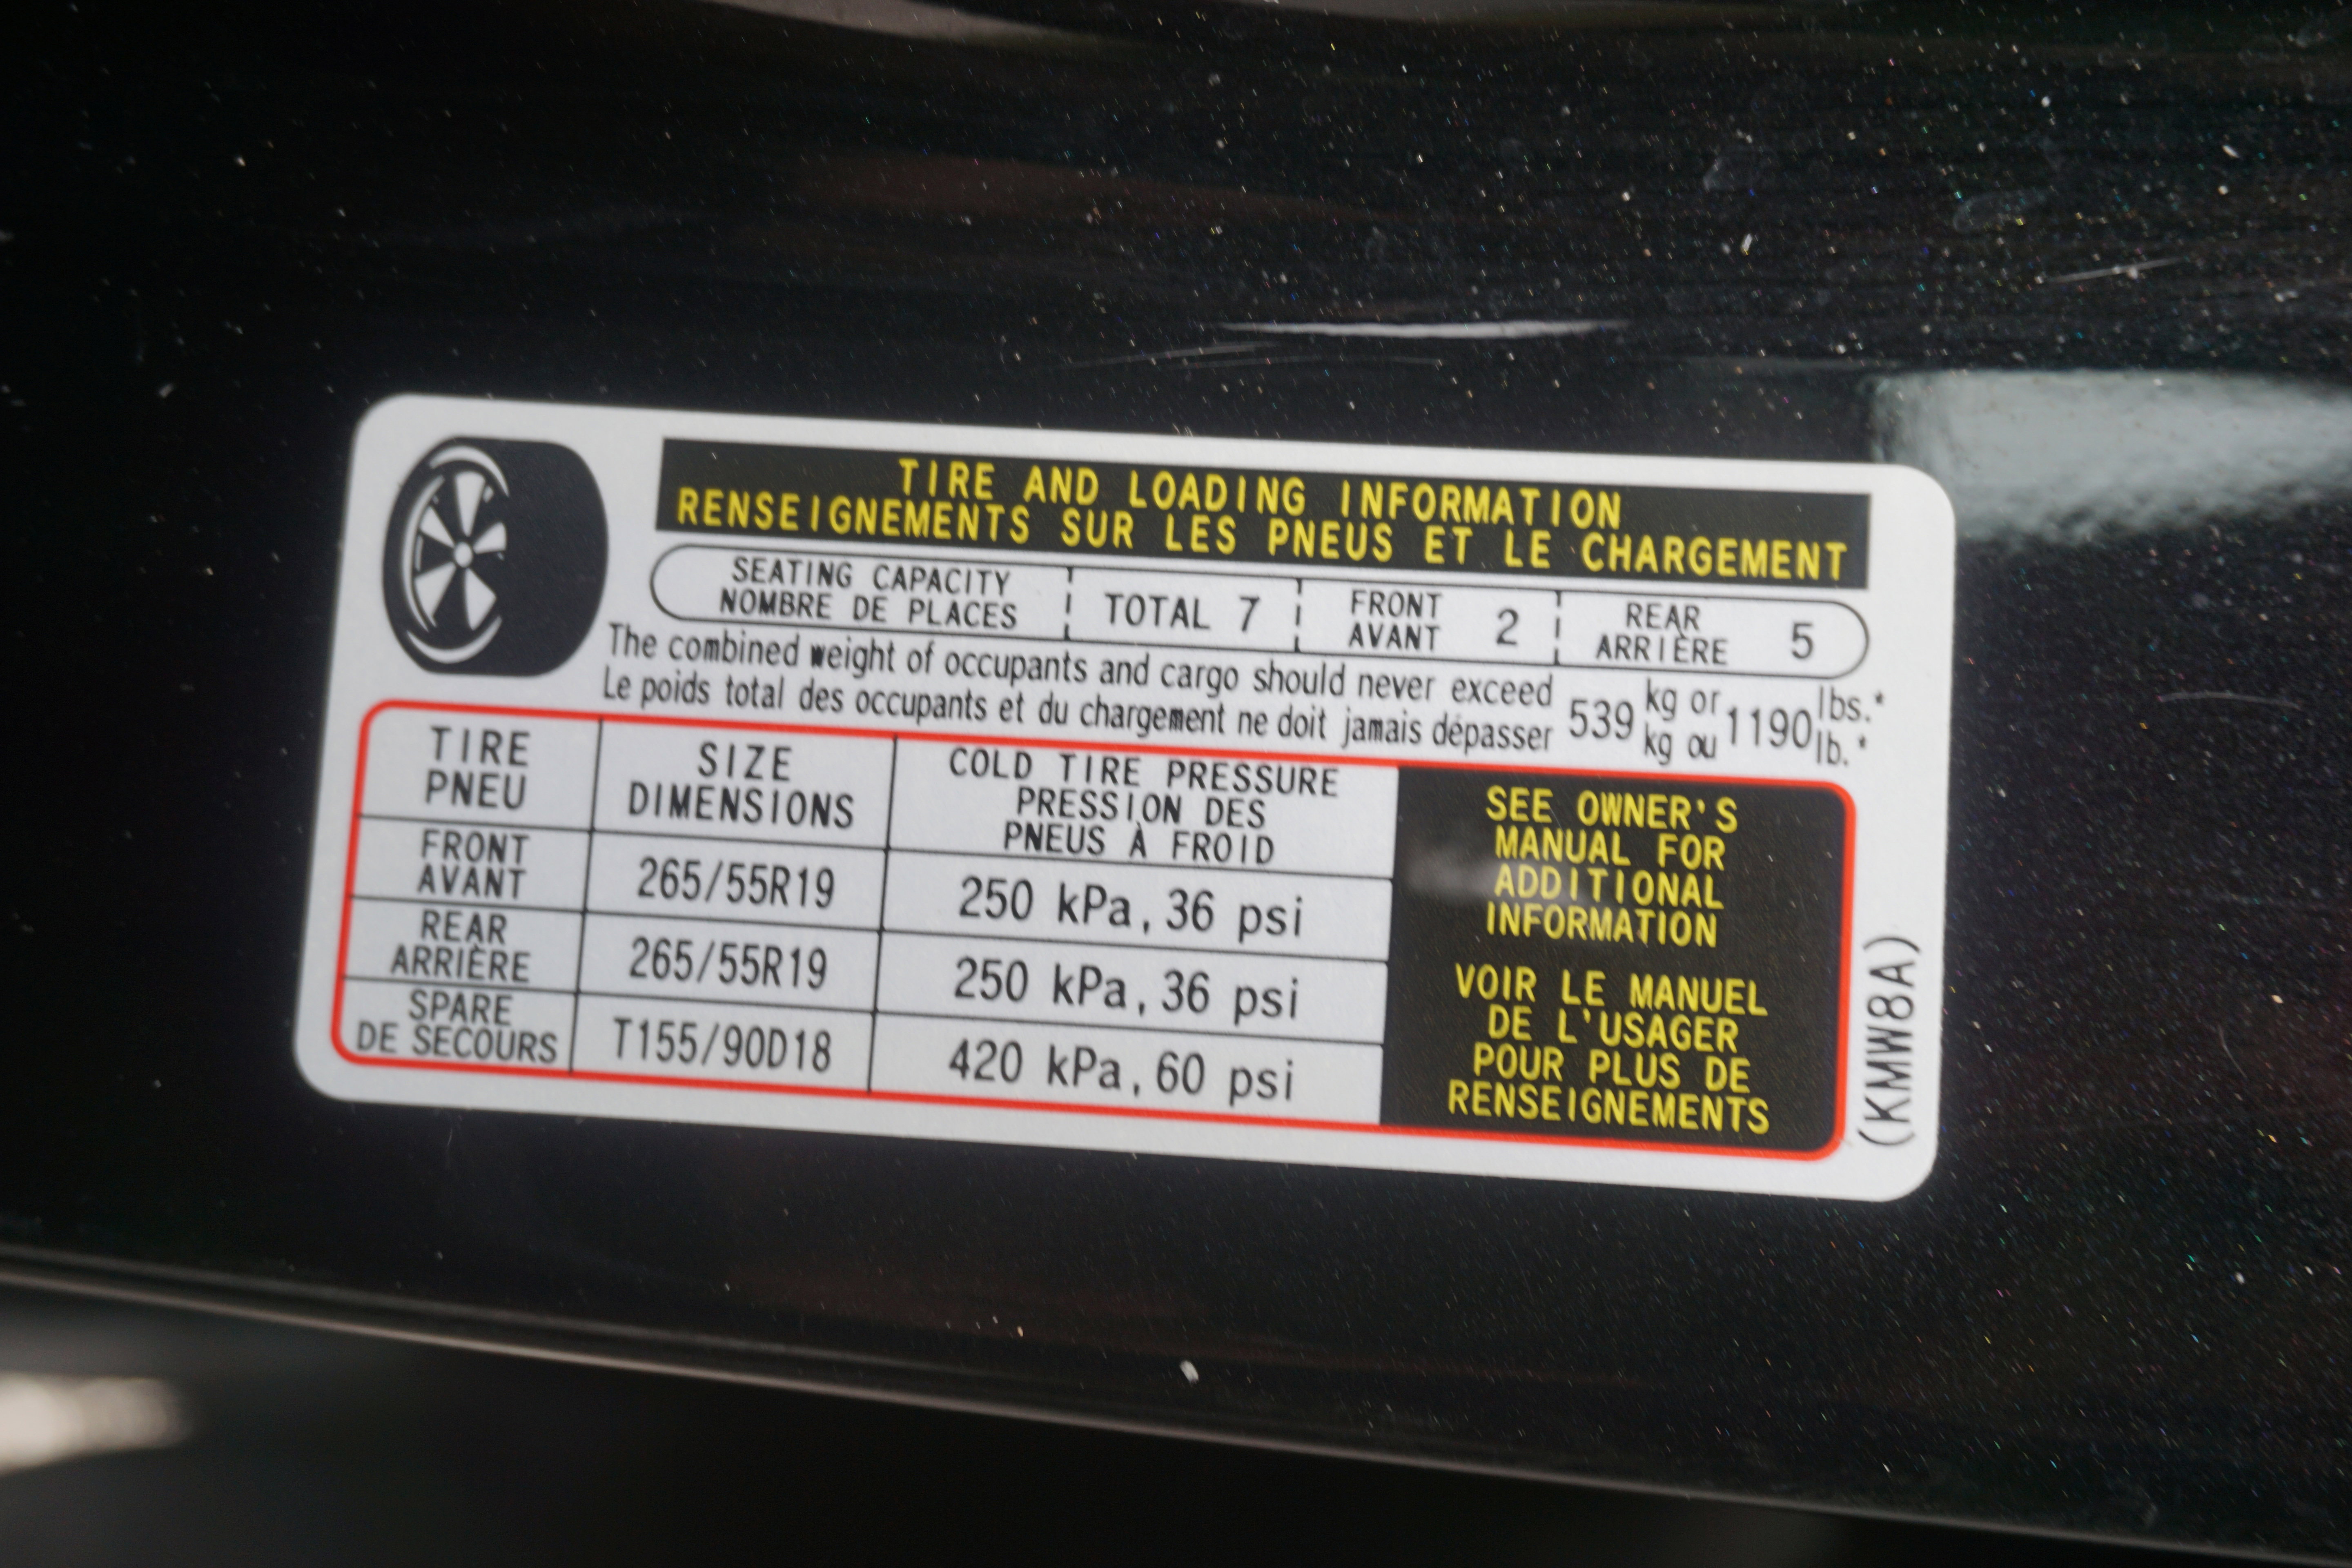 TIRE AND LOADING INFORMATION
RENSEIGNEMENTS SUR LES PNEUS ET LE CHARGEMENT
SEATING CAPACITY
NOMBRE DE PLACES
TOTAL 7
FRONT
AVANT
2
REAR
ARRIÈRE
5
The combined weight of occupants and cargo should never exceed
Le poids total des occupants et du chargement ne doit jamais dépasser
539 kg or 1190 lbs.*
kg ou lb.*
TIRE
PNEU
SIZE
DIMENSIONS
COLD TIRE PRESSURE
PRESSION DES
PNEUS À FROID
FRONT
AVANT
265/55R19
250 kPa, 36 psi
REAR
ARRIÈRE
265/55R19
250 kPa, 36 psi
SPARE
DE SECOURS
T155/90D18
420 kPa, 60 psi
SEE OWNER'S
MANUAL FOR
ADDITIONAL
INFORMATION
VOIR LE MANUEL
DE L'USAGER
POUR PLUS DE
RENSEIGNEMENTS
(KMW8A)